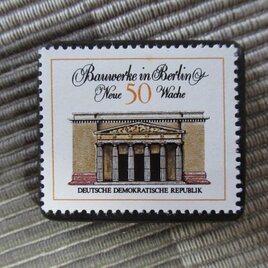 Bauwerke in Berlin
Neue 50 Wache
DEUTSCHE DEMOKRATISCHE REPUBLIK